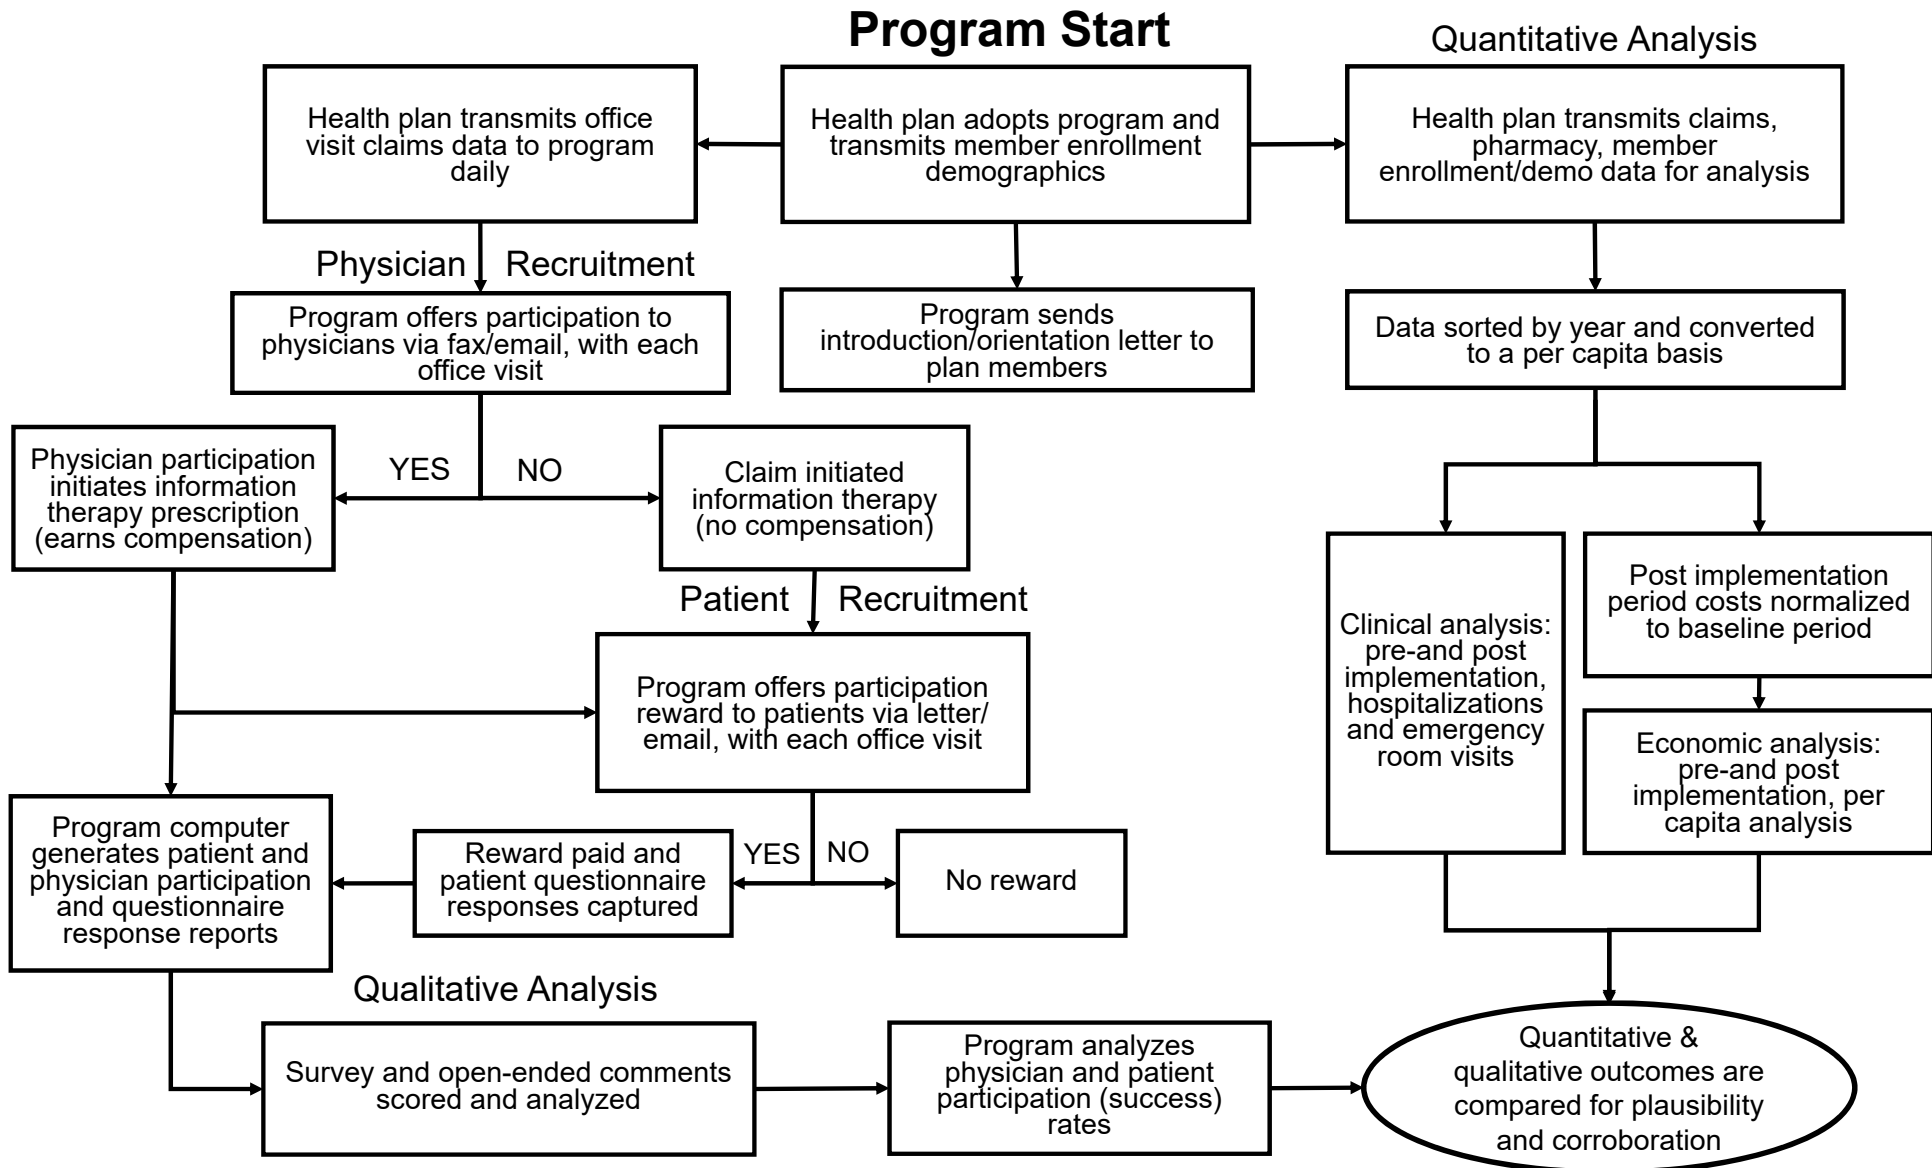 Program Start
Quantitative Analysis
Health plan transmits office
visit claims data to program
daily
Health plan adopts program and
transmits member enrollment
demographics
Health plan transmits claims,
pharmacy, member
enrollment/demo data for analysis
Physician Recruitment
Program offers participation to
physicians via fax/email, with each
office visit
Program sends
introduction/orientation letter to
plan members
Data sorted by year and converted
to a per capita basis
Physician participation
initiates information
therapy prescription
(earns compensation)
YES
NO
Claim initiated
information therapy
(no compensation)
Patient Recruitment
Program offers participation
reward to patients via letter/
email, with each office visit
Clinical analysis:
pre-and post
implementation,
hospitalizations
and emergency
room visits
Post implementation
period costs normalized
to baseline period
Economic analysis:
pre-and post
implementation, per
capita analysis
Program computer
generates patient and
physician participation
and questionnaire
response reports
Reward paid and
patient questionnaire
responses captured
YES
NO
No reward
Qualitative Analysis
Survey and open-ended comments
scored and analyzed
Program analyzes
physician and patient
participation (success)
rates
Quantitative &
qualitative outcomes are
compared for plausibility
and corroboration